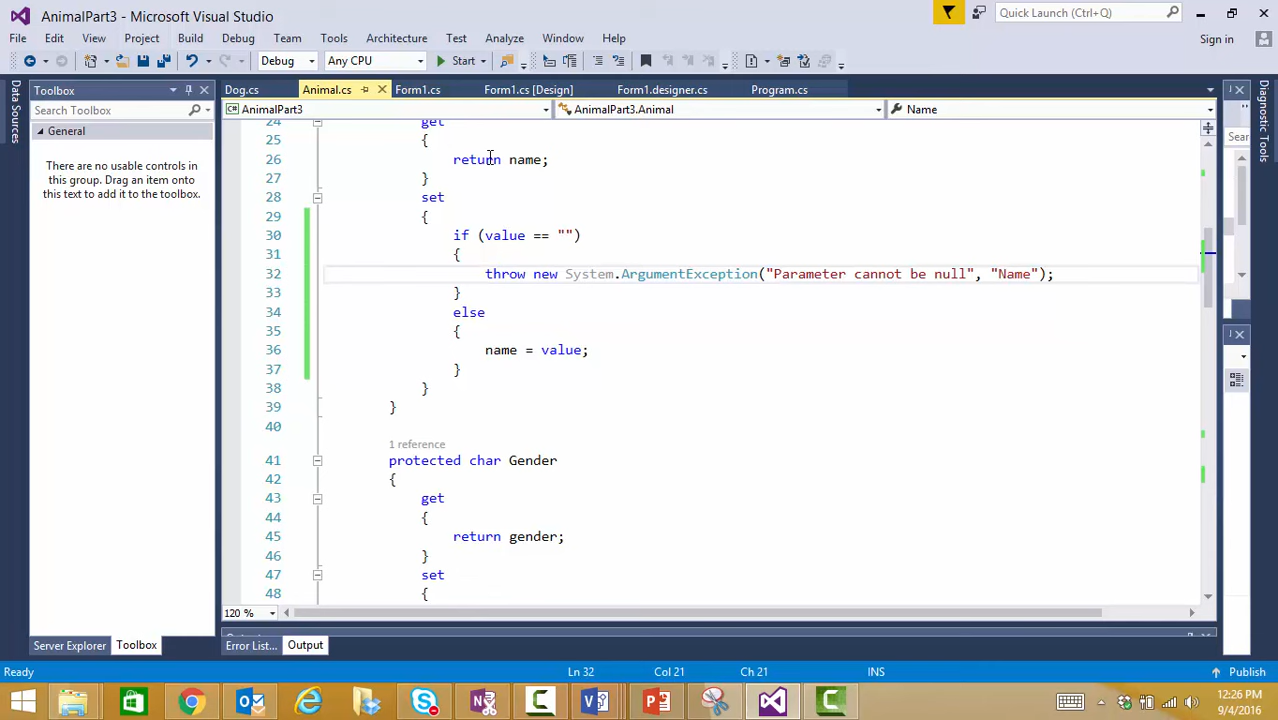 AnimalPart3 - Microsoft Visual Studio
Quick Launch (Ctrl+Q)
File Edit View Project Build Debug Team Tools Architecture Test Analyze Window Help
Sign in
Debug Any CPU Start
Data Sources
Toolbox
Search Toolbox
General
There are no usable controls in
this group. Drag an item onto
this text to add it to the toolbox.
Dog.cs Animal.cs Form1.cs Form1.cs [Design] Form1.designer.cs Program.cs
AnimalPart3 AnimalPart3.Animal Name
24 get
25 {
26 return name;
27 }
28 set
29 {
30 if (value == "")
31 {
32 throw new System.ArgumentException("Parameter cannot be null", "Name");
33 }
34 else
35 {
36 name = value;
37 }
38 }
39 }
40
1 reference
41 protected char Gender
42 {
43 get
44 {
45 return gender;
46 }
47 set
48 {
120 %
Sear
Diagnostic Tools
Server Explorer Toolbox
Error List... Output
Ready Ln 32 Col 21 Ch 21 INS Publish
12:26 PM
9/4/2016